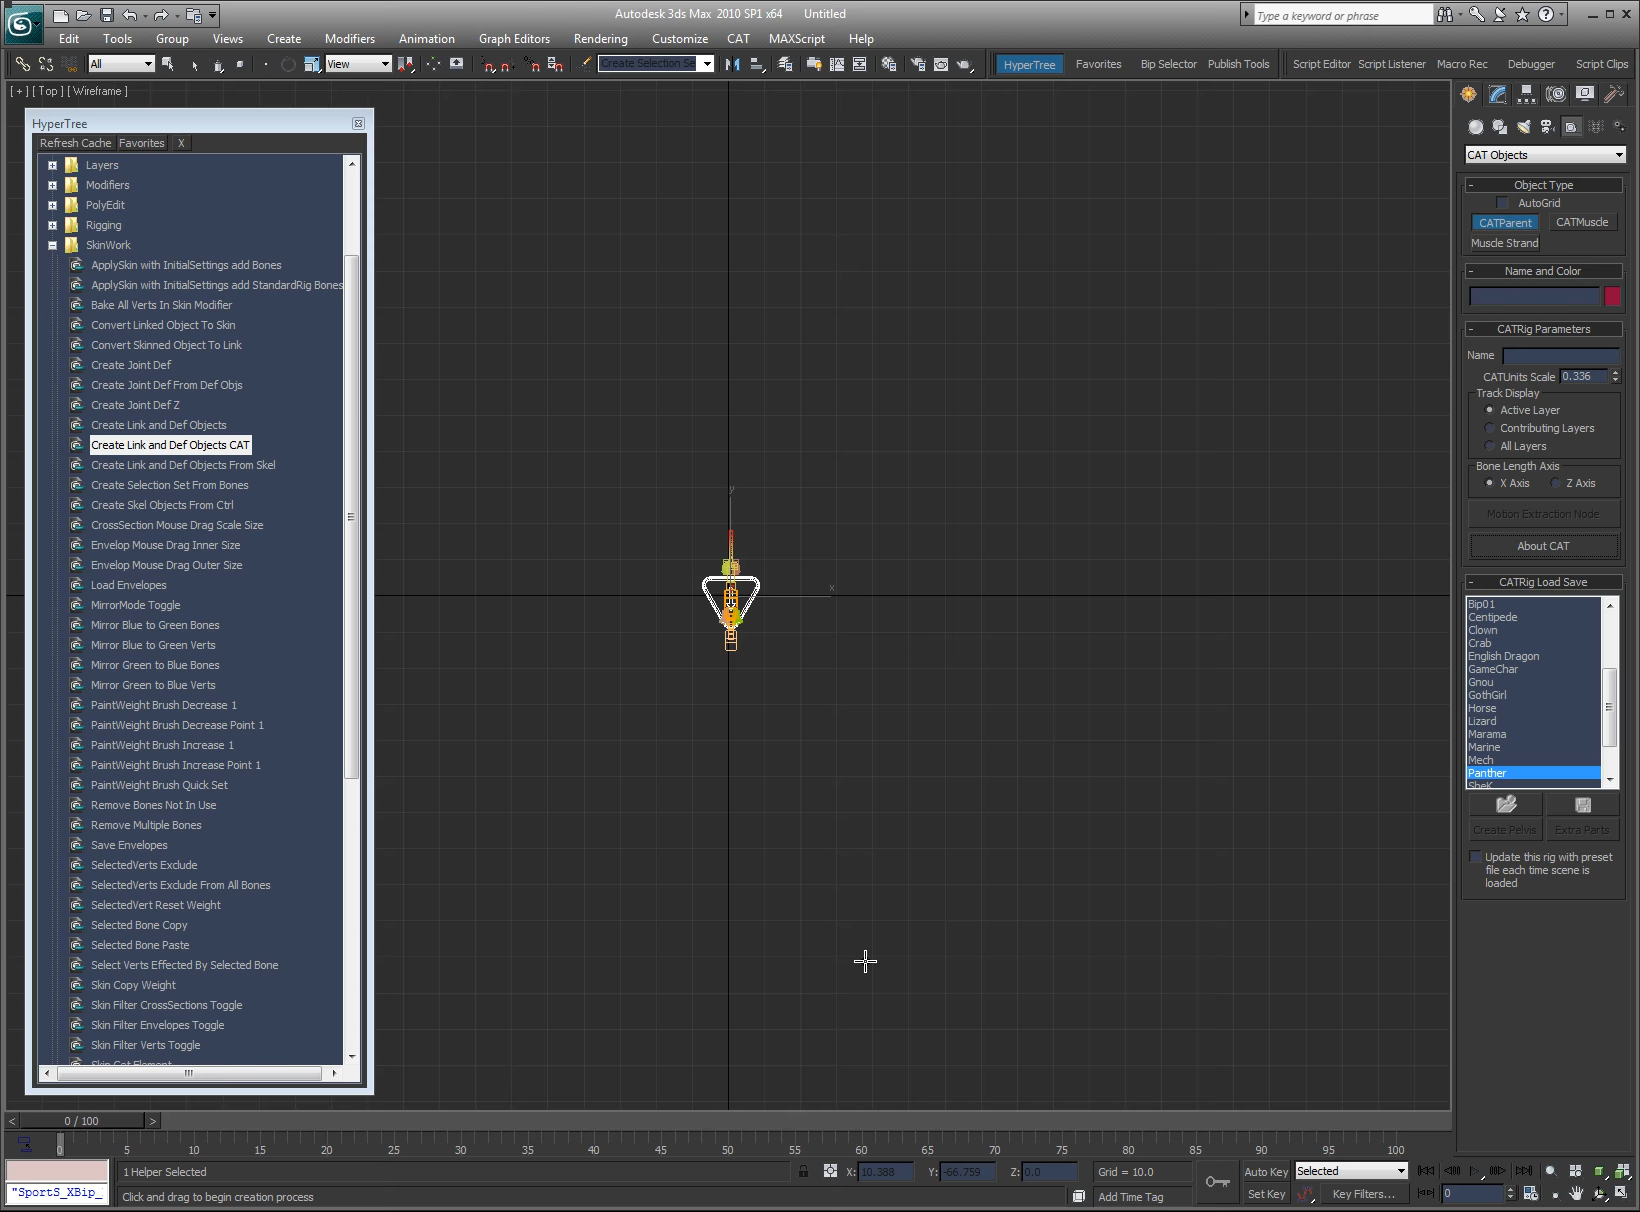 Autodesk 3ds Max 2010 SP1 x64 Untitled
Type a keyword or phrase
Edit Tools Group Views Create Modifiers Animation Graph Editors Rendering Customize CAT MAXScript Help
All
View
Create Selection Se
HyperTree Favorites Bip Selector Publish Tools Script Editor Script Listener Macro Rec Debugger Script Clips
[ + ] [ Top ] [ Wireframe ]
HyperTree
Refresh Cache Favorites X
Layers
Modifiers
PolyEdit
Rigging
SkinWork
ApplySkin with InitialSettings add Bones
ApplySkin with InitialSettings add StandardRig Bones
Bake All Verts In Skin Modifier
Convert Linked Object To Skin
Convert Skinned Object To Link
Create Joint Def
Create Joint Def From Def Objs
Create Joint Def Z
Create Link and Def Objects
Create Link and Def Objects CAT
Create Link and Def Objects From Skel
Create Selection Set From Bones
Create Skel Objects From Ctrl
CrossSection Mouse Drag Scale Size
Envelop Mouse Drag Inner Size
Envelop Mouse Drag Outer Size
Load Envelopes
MirrorMode Toggle
Mirror Blue to Green Bones
Mirror Blue to Green Verts
Mirror Green to Blue Bones
Mirror Green to Blue Verts
PaintWeight Brush Decrease 1
PaintWeight Brush Decrease Point 1
PaintWeight Brush Increase 1
PaintWeight Brush Increase Point 1
PaintWeight Brush Quick Set
Remove Bones Not In Use
Remove Multiple Bones
Save Envelopes
SelectedVerts Exclude
SelectedVerts Exclude From All Bones
SelectedVert Reset Weight
Selected Bone Copy
Selected Bone Paste
Select Verts Effected By Selected Bone
Skin Copy Weight
Skin Filter CrossSections Toggle
Skin Filter Envelopes Toggle
Skin Filter Verts Toggle
Skin Get Element
y
x
CAT Objects
- Object Type
AutoGrid
CATParent CATMuscle
Muscle Strand
- Name and Color
- CATRig Parameters
Name
CATUnits Scale 0.336
Track Display
Active Layer
Contributing Layers
All Layers
Bone Length Axis
X Axis Z Axis
Motion Extraction Node
About CAT
- CATRig Load Save
Bip01
Centipede
Clown
Crab
English Dragon
GameChar
Gnou
GothGirl
Horse
Lizard
Marama
Marine
Mech
Panther
SheK
Create Pelvis Extra Parts
Update this rig with preset
file each time scene is
loaded
< 0 / 100 >
0 5 10 15 20 25 30 35 40 45 50 55 60 65 70 75 80 85 90 95 100
"SportS_XBip_
1 Helper Selected
X: 10.388 Y: -66.759 Z: 0.0 Grid = 10.0
Auto Key Selected
Click and drag to begin creation process
Add Time Tag
Set Key Key Filters... 0